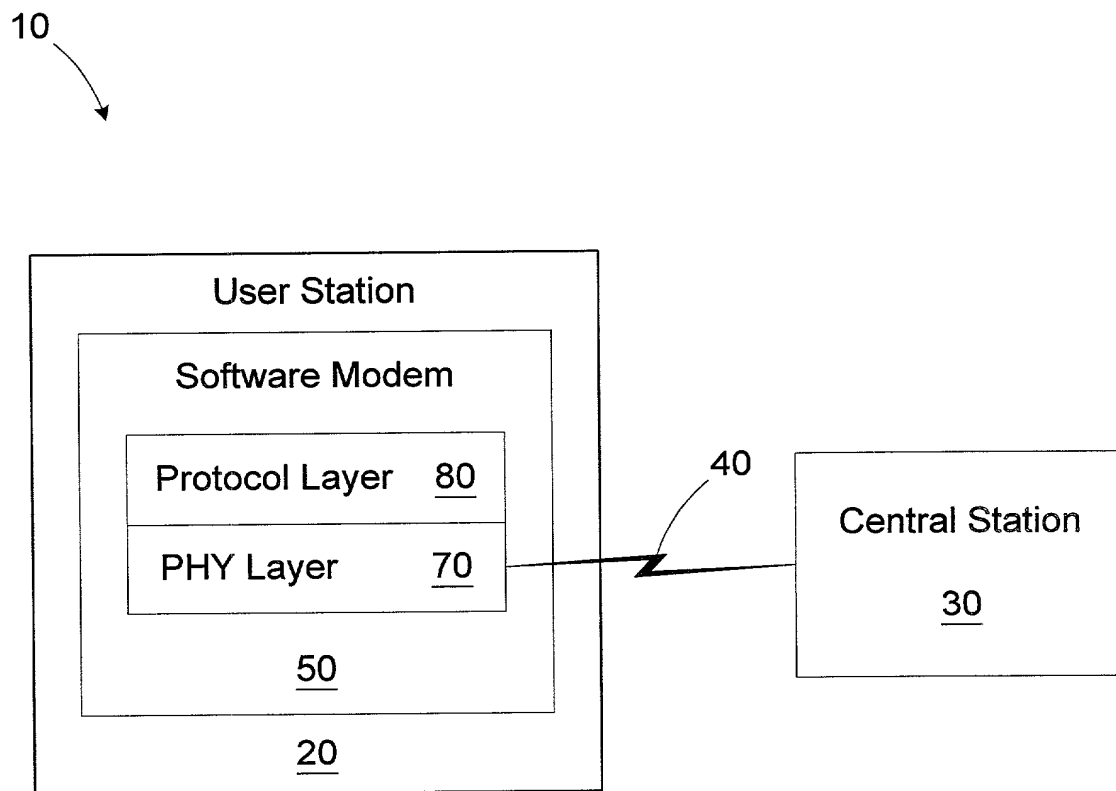 10
User Station
Software Modem
Protocol Layer 80
PHY Layer 70
50
20
40
Central Station
30